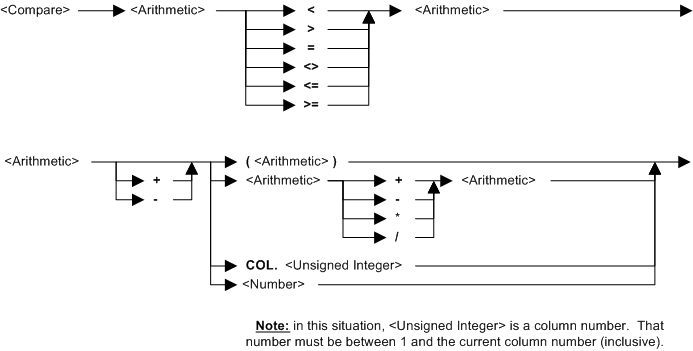 <Compare> <Arithmetic> < <Arithmetic>
>
=
<>
<=
>=
<Arithmetic> ( <Arithmetic> )
+ <Arithmetic> + <Arithmetic>
- -
*
/
COL. <Unsigned Integer>
<Number>
Note: in this situation, <Unsigned Integer> is a column number. That
number must be between 1 and the current column number (inclusive).